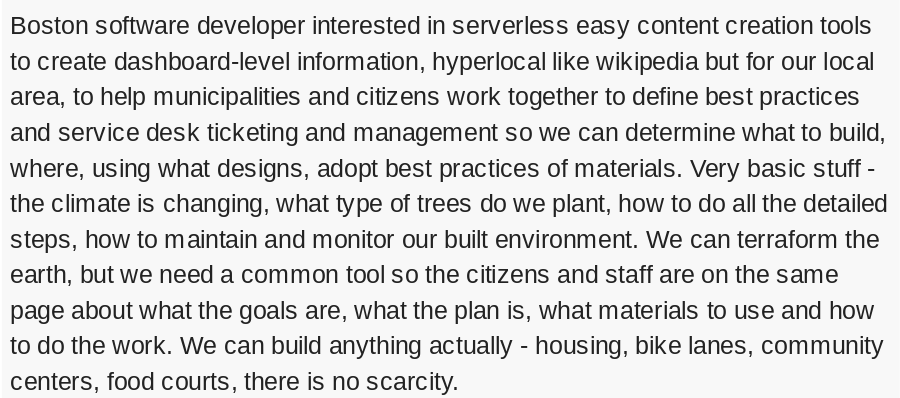 Boston software developer interested in serverless easy content creation tools
to create dashboard-level information, hyperlocal like wikipedia but for our local
area, to help municipalities and citizens work together to define best practices
and service desk ticketing and management so we can determine what to build,
where, using what designs, adopt best practices of materials. Very basic stuff -
the climate is changing, what type of trees do we plant, how to do all the detailed
steps, how to maintain and monitor our built environment. We can terraform the
earth, but we need a common tool so the citizens and staff are on the same
page about what the goals are, what the plan is, what materials to use and how
to do the work. We can build anything actually - housing, bike lanes, community
centers, food courts, there is no scarcity.